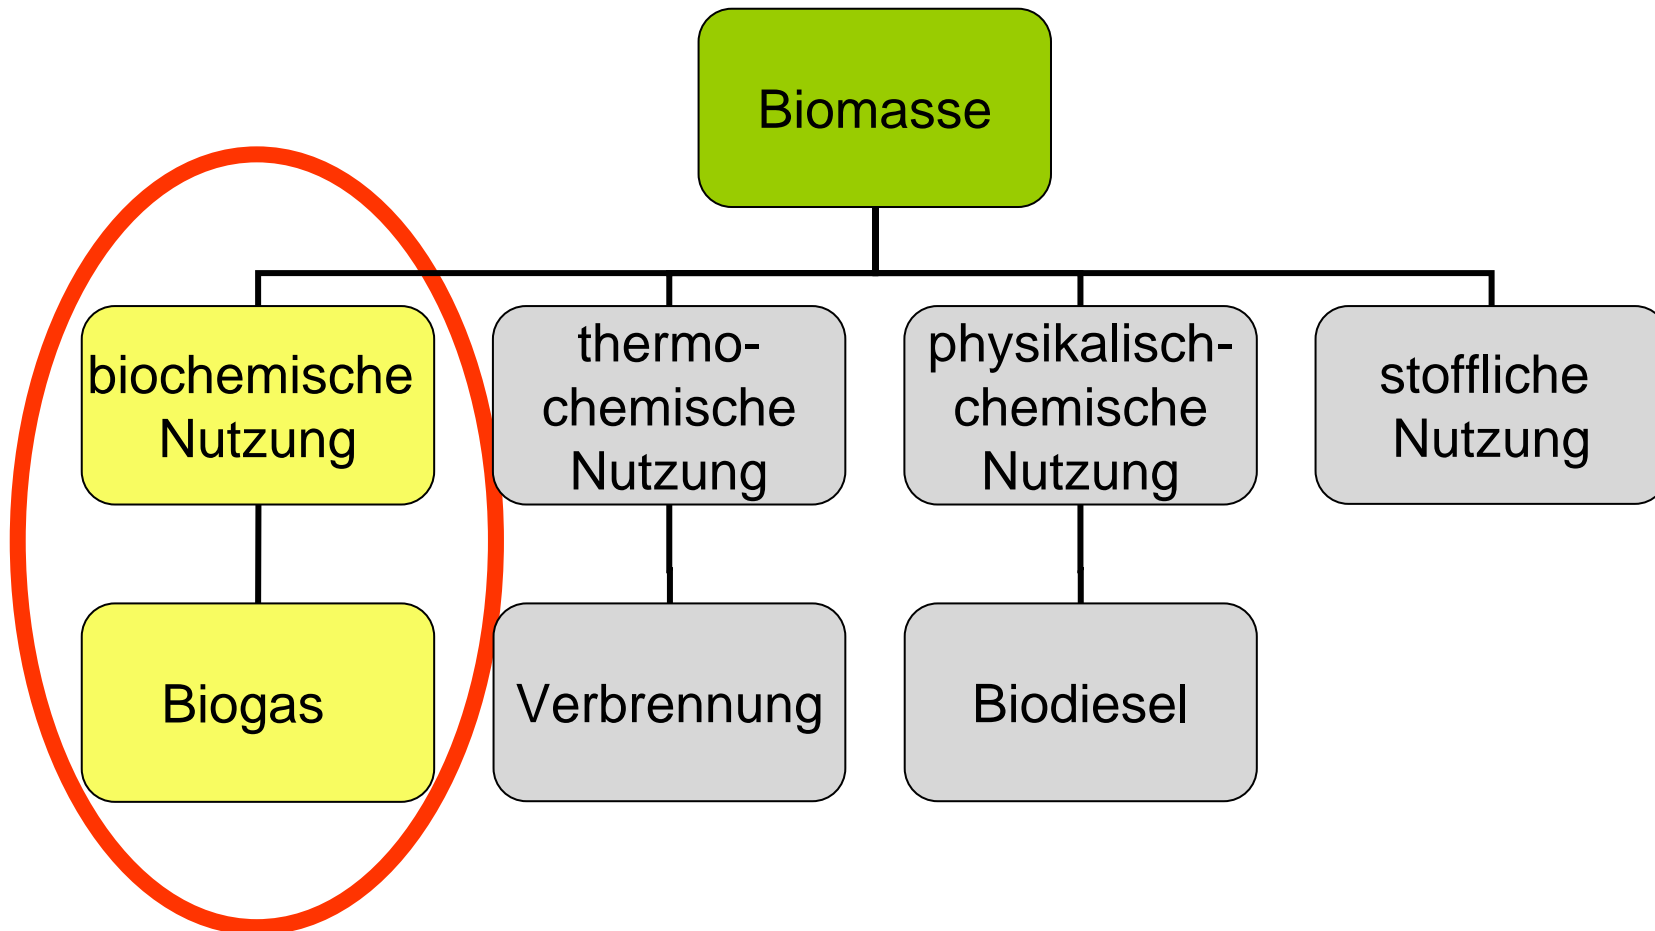 Biomasse
biochemische
Nutzung
thermo-
chemische
Nutzung
physikalisch-
chemische
Nutzung
stoffliche
Nutzung
Biogas
Verbrennung
Biodiesel